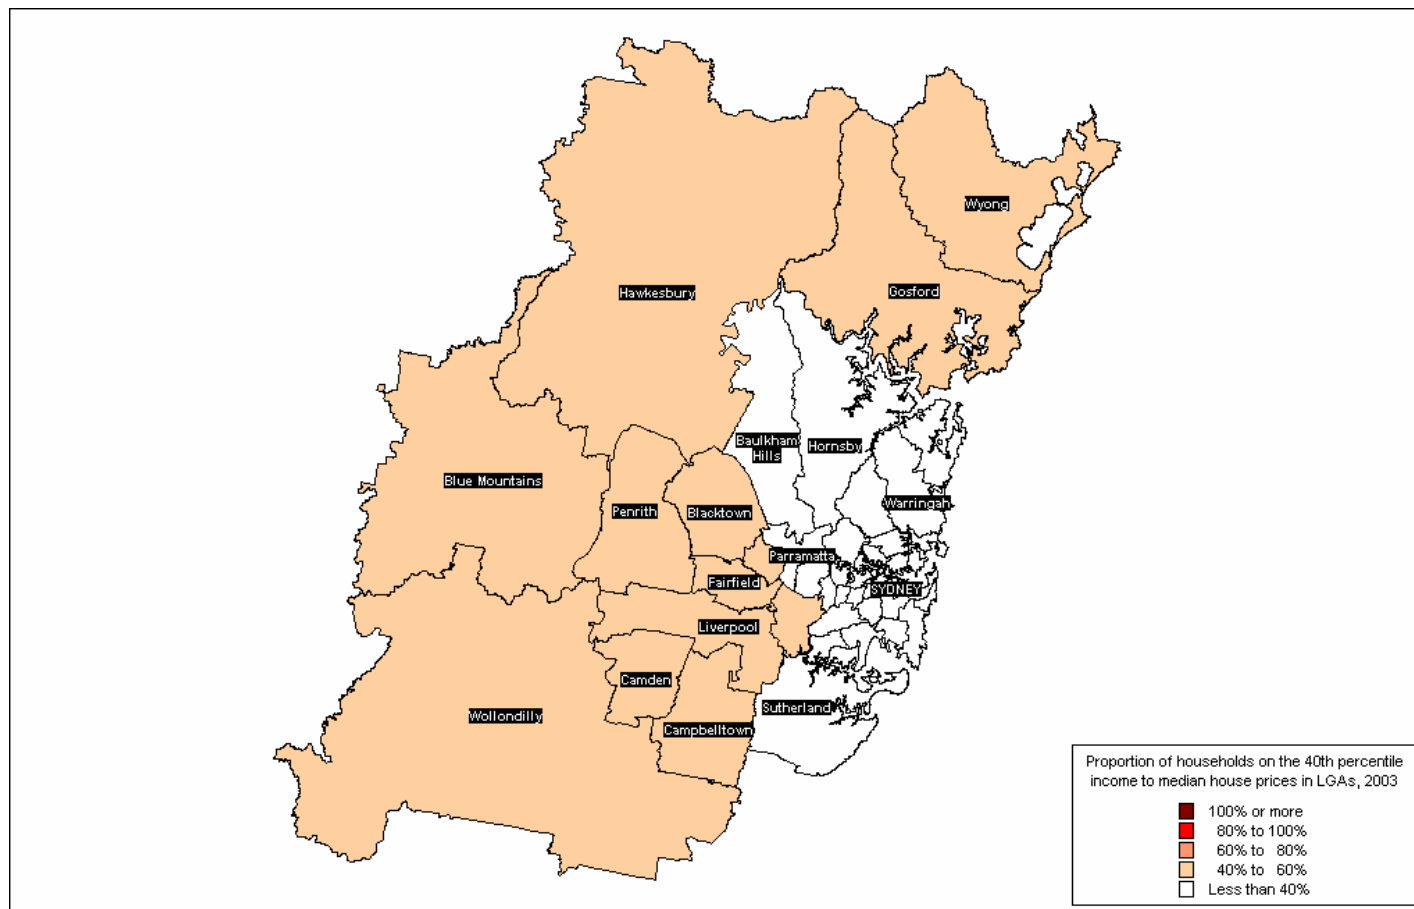 Wyong
Hawkesbury
Gosford
Baulkham
Hills
Hornsby
Blue Mountains
Penrith
Blacktown
Warringah
Parramatta
Fairfield
SYDNEY
Liverpool
Camden
Sutherland
Wollondilly
Campbelltown
Proportion of households on the 40th percentile
income to median house prices in LGAs, 2003
100% or more
80% to 100%
60% to 80%
40% to 60%
Less than 40%